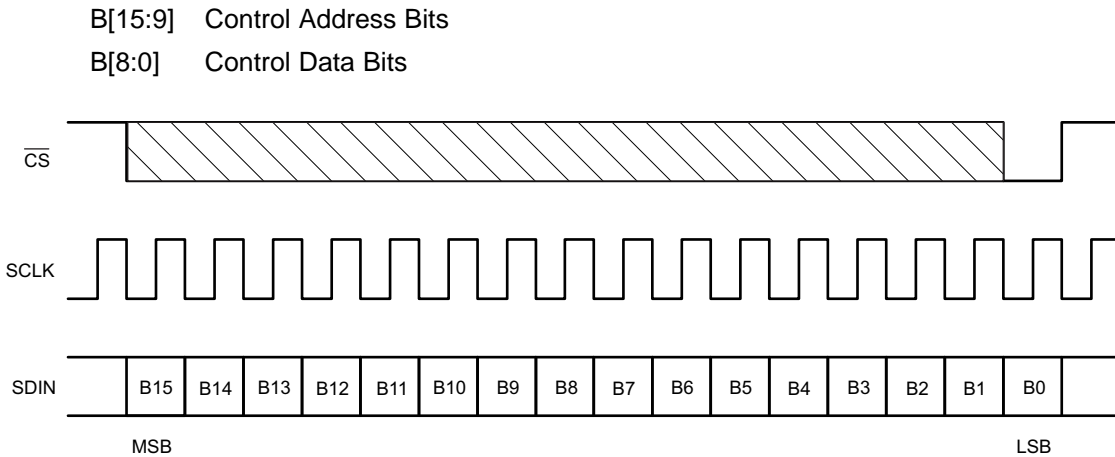 B[15:9] Control Address Bits
B[8:0] Control Data Bits
CS
SCLK
SDIN B15 B14 B13 B12 B11 B10 B9 B8 B7 B6 B5 B4 B3 B2 B1 B0
MSB LSB